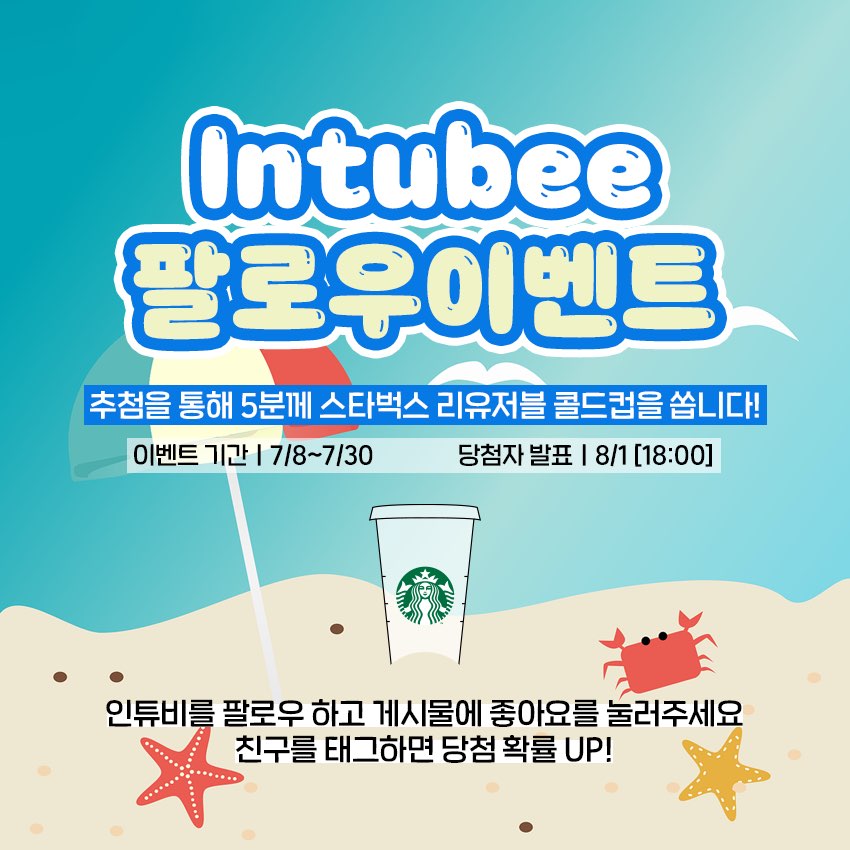 Intubee
팔로우이벤트
추첨을 통해 5분께 스타벅스 리유저블 콜드컵을 쏩니다!
이벤트 기간 | 7/8~7/30 당첨자 발표 | 8/1 [18:00]
인튜비를 팔로우 하고 게시물에 좋아요를 눌러주세요
친구를 태그하면 당첨 확률 UP!